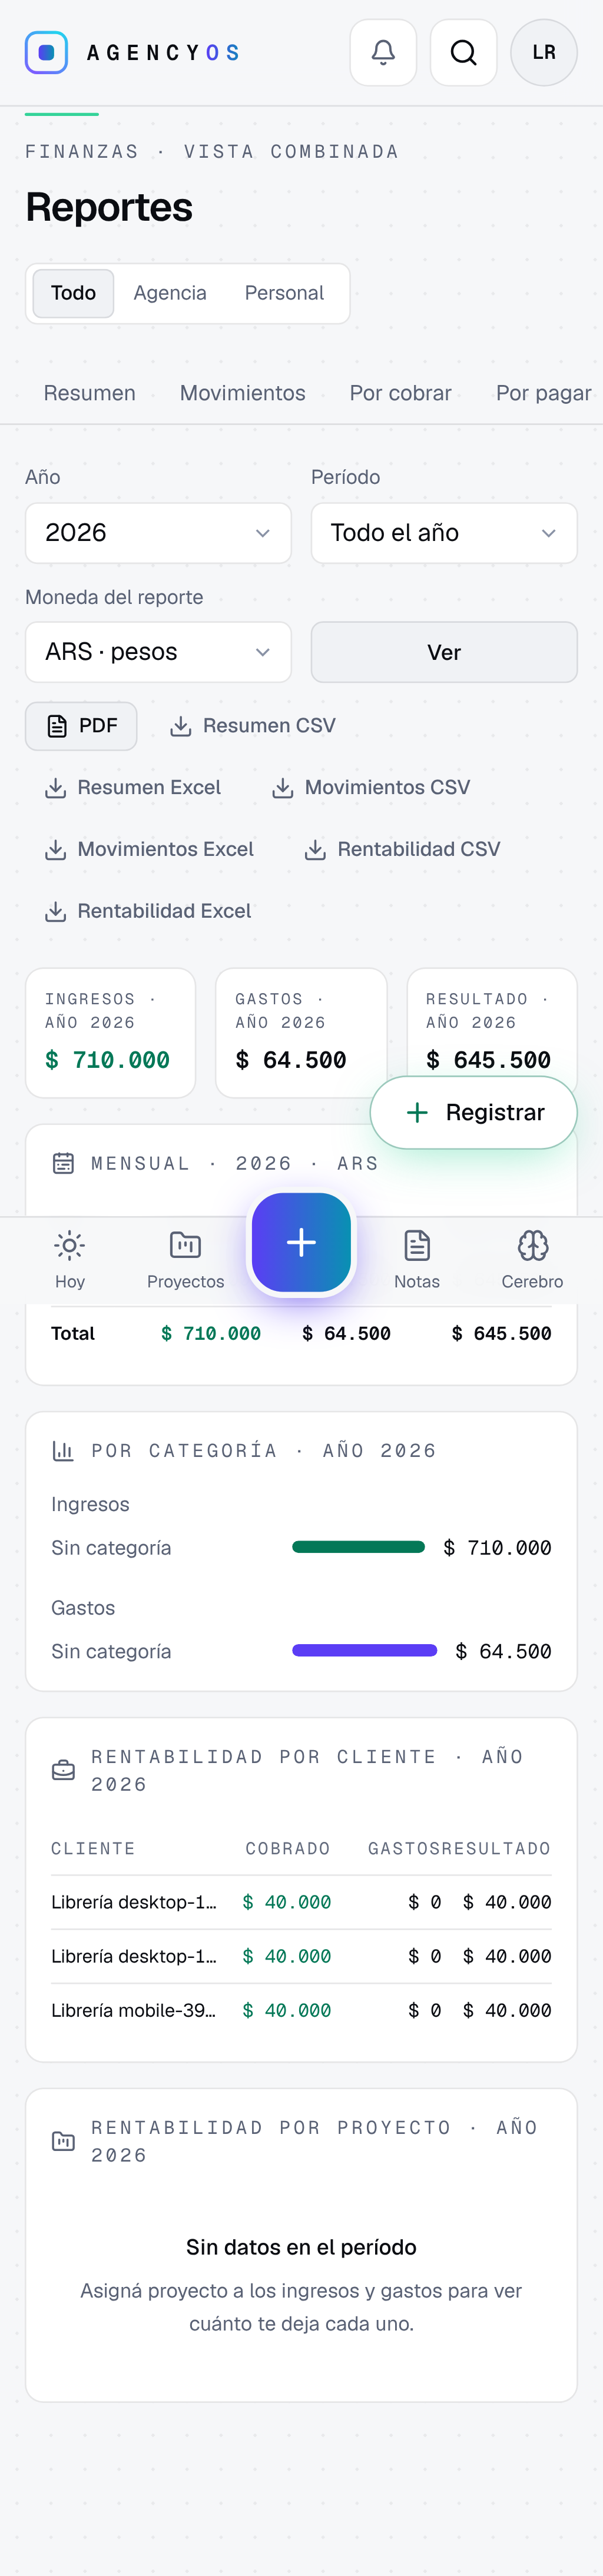 AGENCYOS
LR
FINANZAS · VISTA COMBINADA
Reportes
Todo Agencia Personal
Resumen Movimientos Por cobrar Por pagar
Año Período
2026 Todo el año
Moneda del reporte
ARS · pesos Ver
PDF Resumen CSV
Resumen Excel Movimientos CSV
Movimientos Excel Rentabilidad CSV
Rentabilidad Excel
INGRESOS · AÑO 2026
$ 710.000
GASTOS · AÑO 2026
$ 64.500
RESULTADO · AÑO 2026
$ 645.500
Registrar
MENSUAL · 2026 · ARS
Hoy Proyectos Notas Cerebro
Total $ 710.000 $ 64.500 $ 645.500
POR CATEGORÍA · AÑO 2026
Ingresos
Sin categoría $ 710.000
Gastos
Sin categoría $ 64.500
RENTABILIDAD POR CLIENTE · AÑO
2026
CLIENTE COBRADO GASTOS RESULTADO
Librería desktop-1… $ 40.000 $ 0 $ 40.000
Librería desktop-1… $ 40.000 $ 0 $ 40.000
Librería mobile-39… $ 40.000 $ 0 $ 40.000
RENTABILIDAD POR PROYECTO · AÑO
2026
Sin datos en el período
Asigná proyecto a los ingresos y gastos para ver
cuánto te deja cada uno.